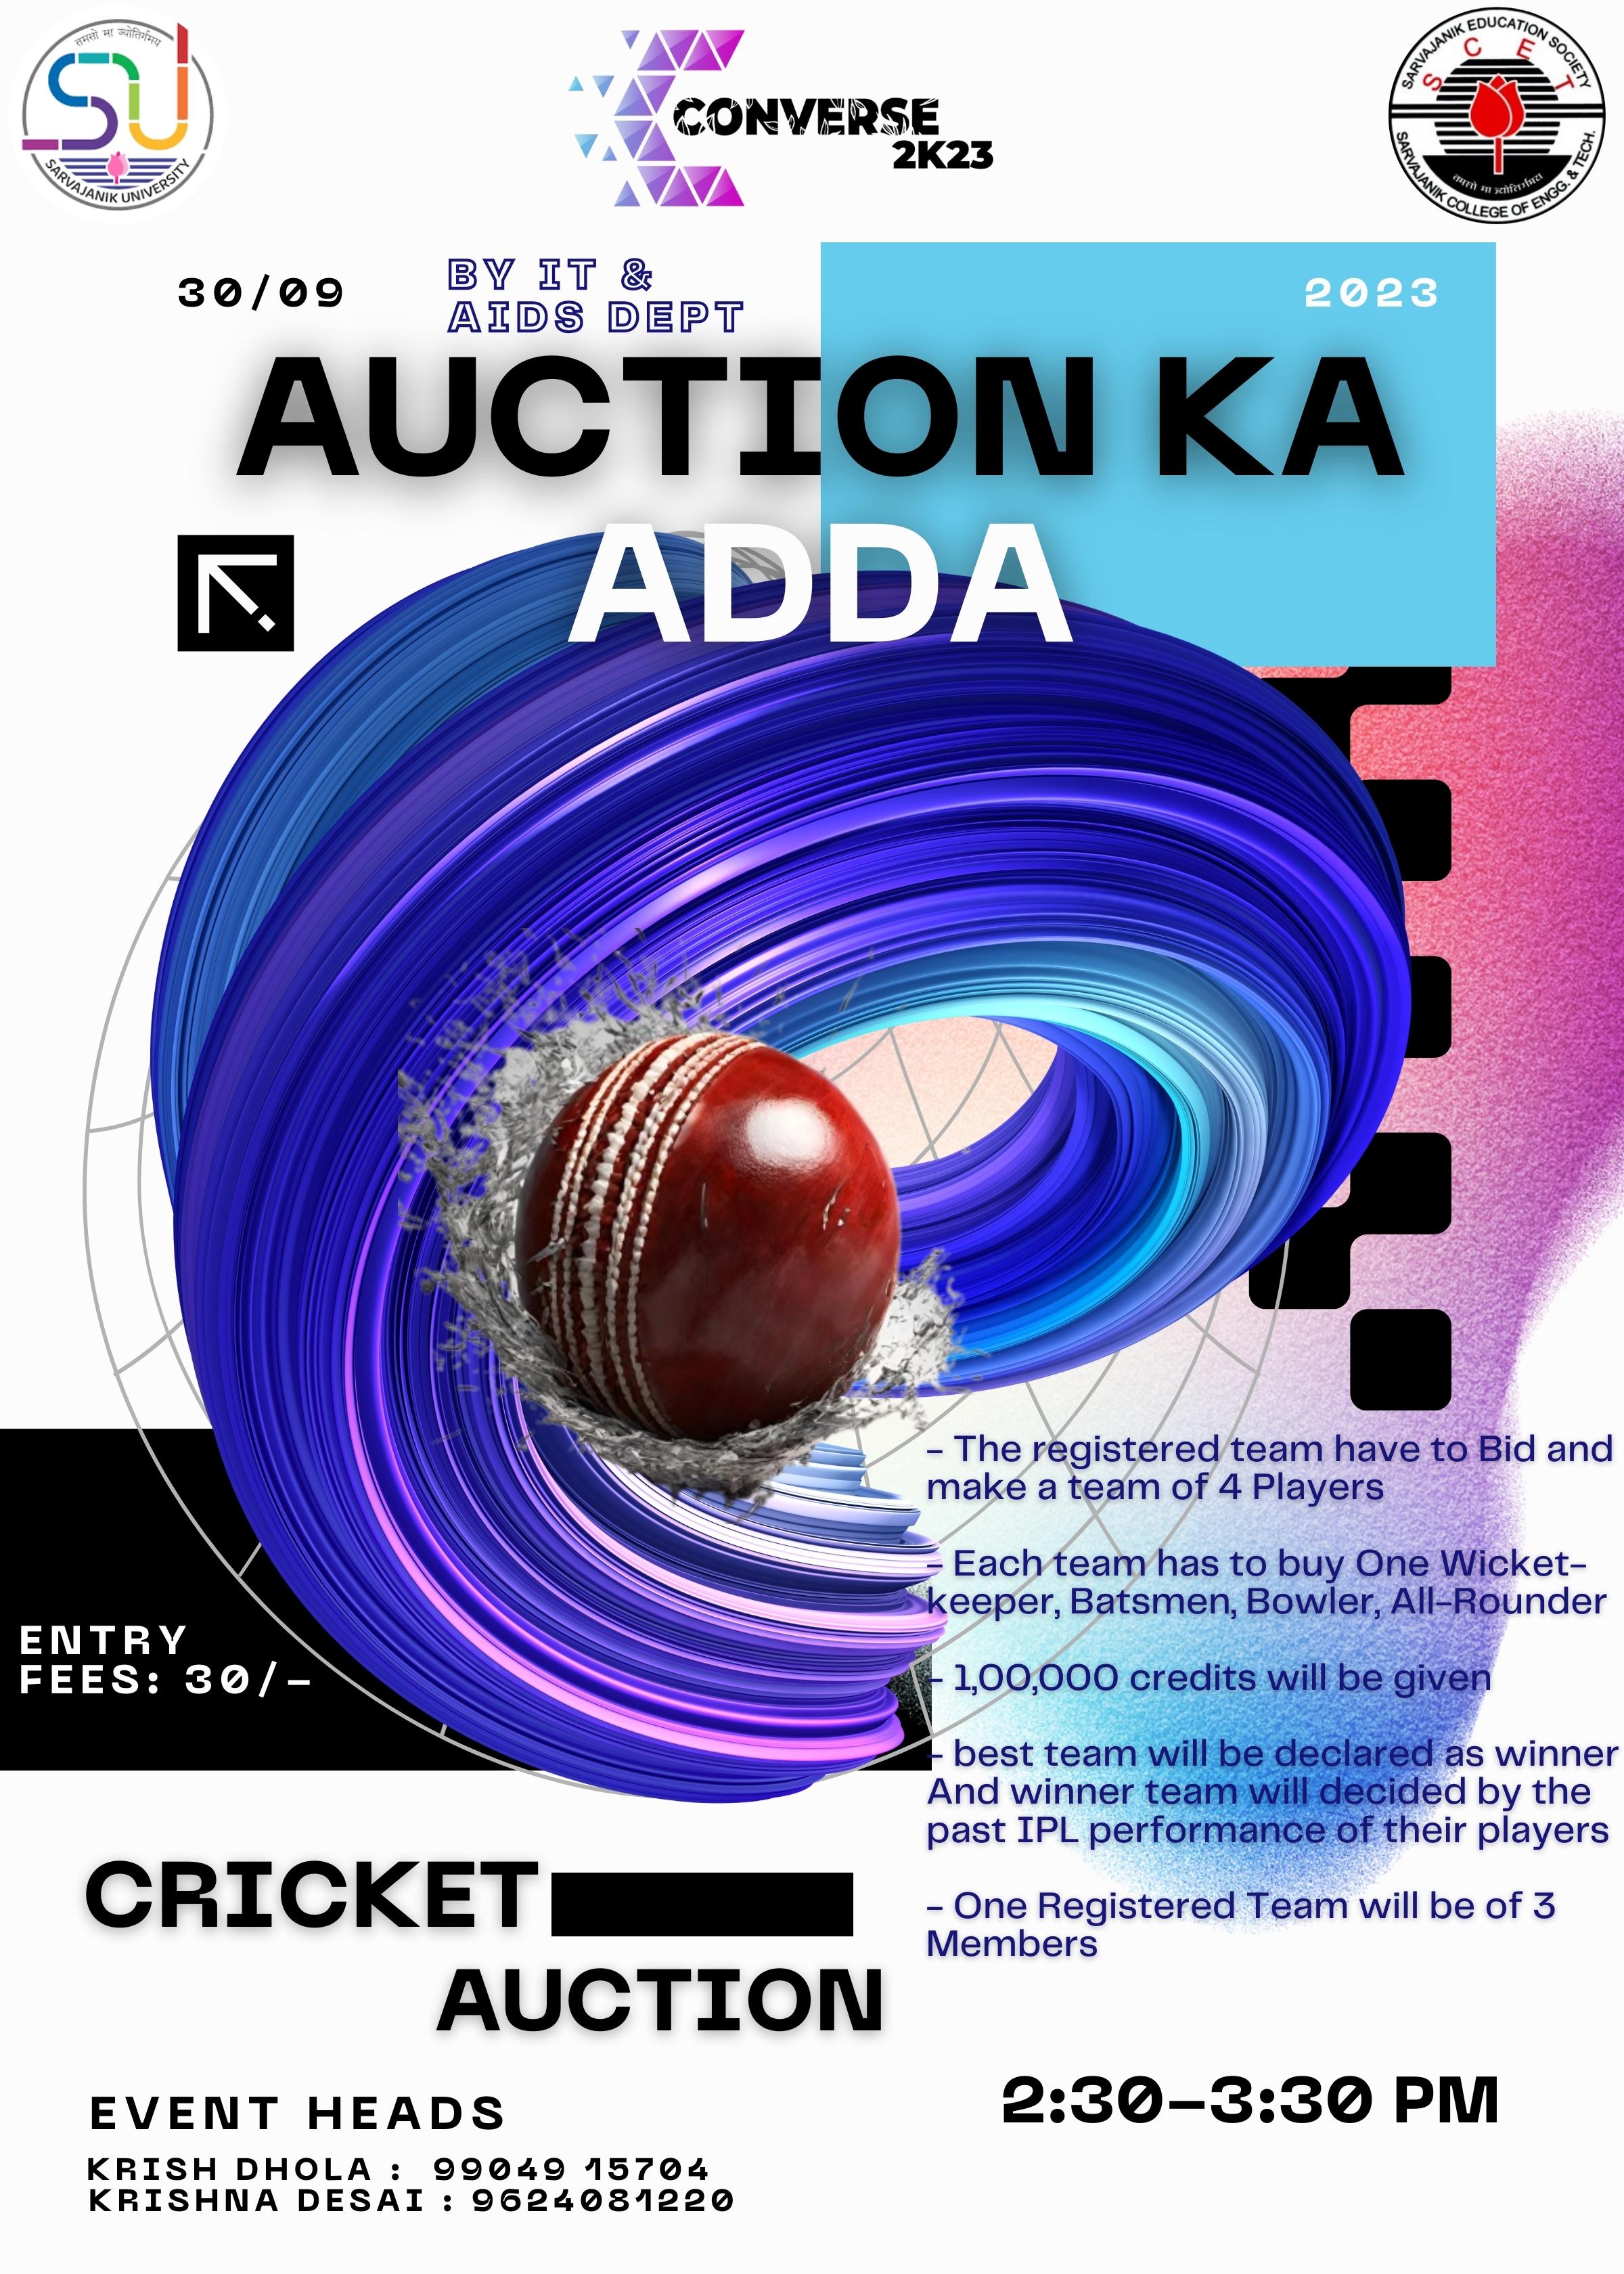 तमसो मा ज्योतिर्गमय
SU
SARVAJANIK UNIVERSITY
CONVERSE
2K23
SARVAJANIK EDUCATION SOCIETY
S C E T
तमसो मा ज्योतिर्गमय
SARVAJANIK COLLEGE OF ENGG. & TECH.
30/09
BY IT &
AIDS DEPT
2023
AUCTION KA
ADDA
- The registered team have to Bid and
make a team of 4 Players
- Each team has to buy One Wicket-
keeper, Batsmen, Bowler, All-Rounder
- 1,00,000 credits will be given
- best team will be declared as winner
And winner team will decided by the
past IPL performance of their players
- One Registered Team will be of 3
Members
ENTRY
FEES: 30/-
CRICKET
AUCTION
2:30-3:30 PM
EVENT HEADS
KRISH DHOLA : 99049 15704
KRISHNA DESAI : 9624081220